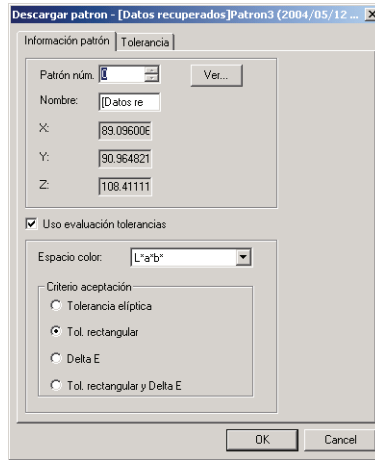 Descargar patron - [Datos recuperados]Patron3 (2004/05/12 ...
Información patrón Tolerancia
Patrón núm. 0 Ver...
Nombre: [Datos re
X: 89.09600E
Y: 90.964821
Z: 108.41111
Uso evaluación tolerancias
Espacio color: L*a*b*
Criterio aceptación
Tolerancia elíptica
Tol. rectangular
Delta E
Tol. rectangular y Delta E
OK Cancel